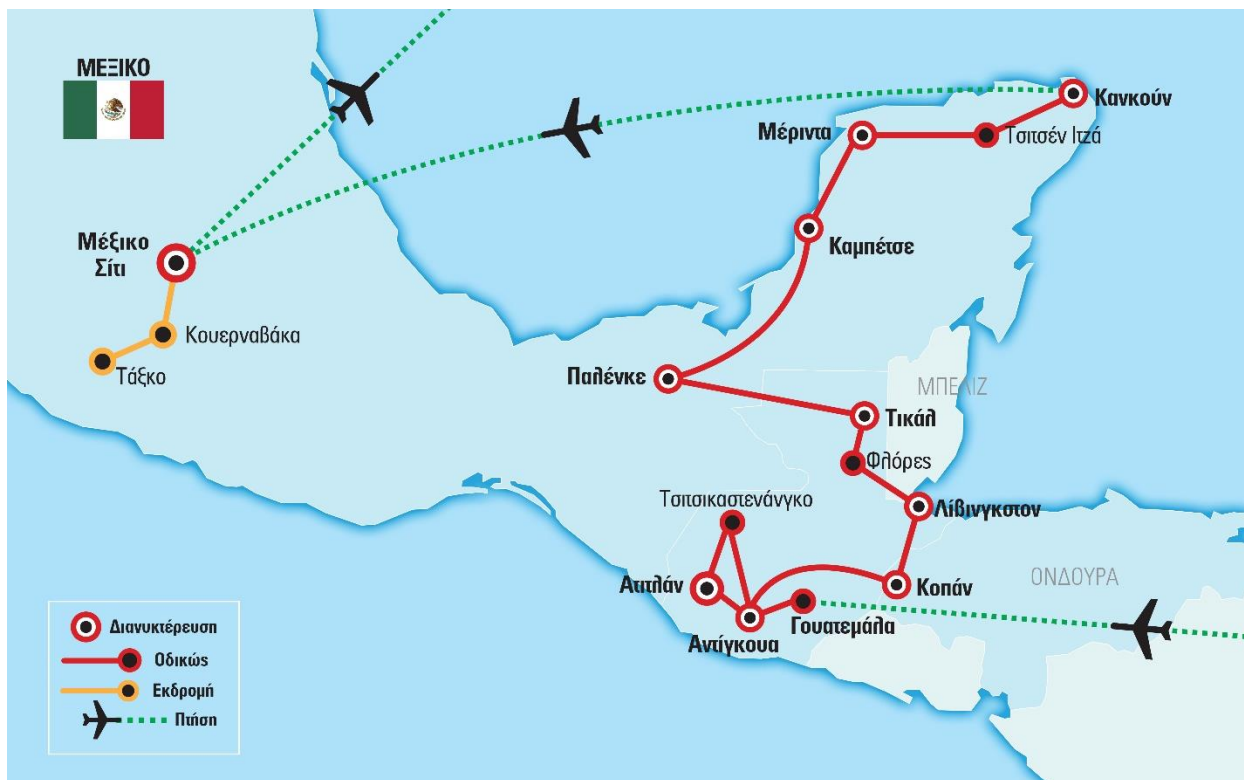 ΜΕΞΙΚΟ
Κανκούν
Μέριντα
Τσιτσέν Ιτζά
Μέξικο
Σίτι
Καμπέτσε
Κουερναβάκα
Τάξκο
Παλένκε
ΜΠΕΛΙΖ
Τικάλ
Φλόρες
Τσιτσικαστενάνγκο
Λίβινγκστον
Ατιτλάν
Κοπάν
ΟΝΔΟΥΡΑ
Γουατεμάλα
Αντίγκουα
Διανυκτέρευση
Οδικώς
Εκδρομή
Πτήση